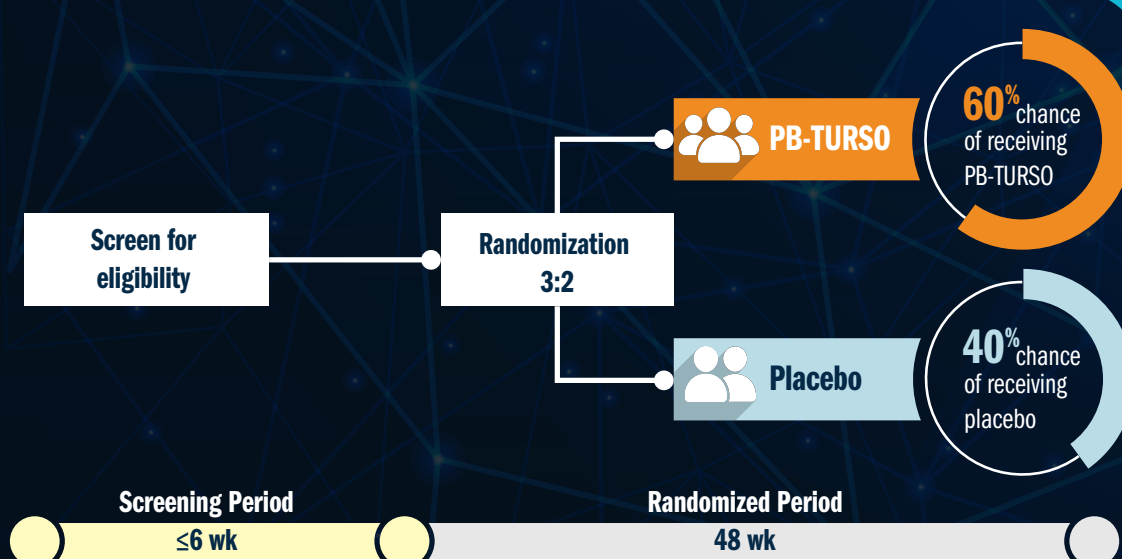 Screen for
eligibility
Randomization
3:2
PB-TURSO
60% chance
of receiving
PB-TURSO
Placebo
40% chance
of receiving
placebo
Screening Period
≤6 wk
Randomized Period
48 wk